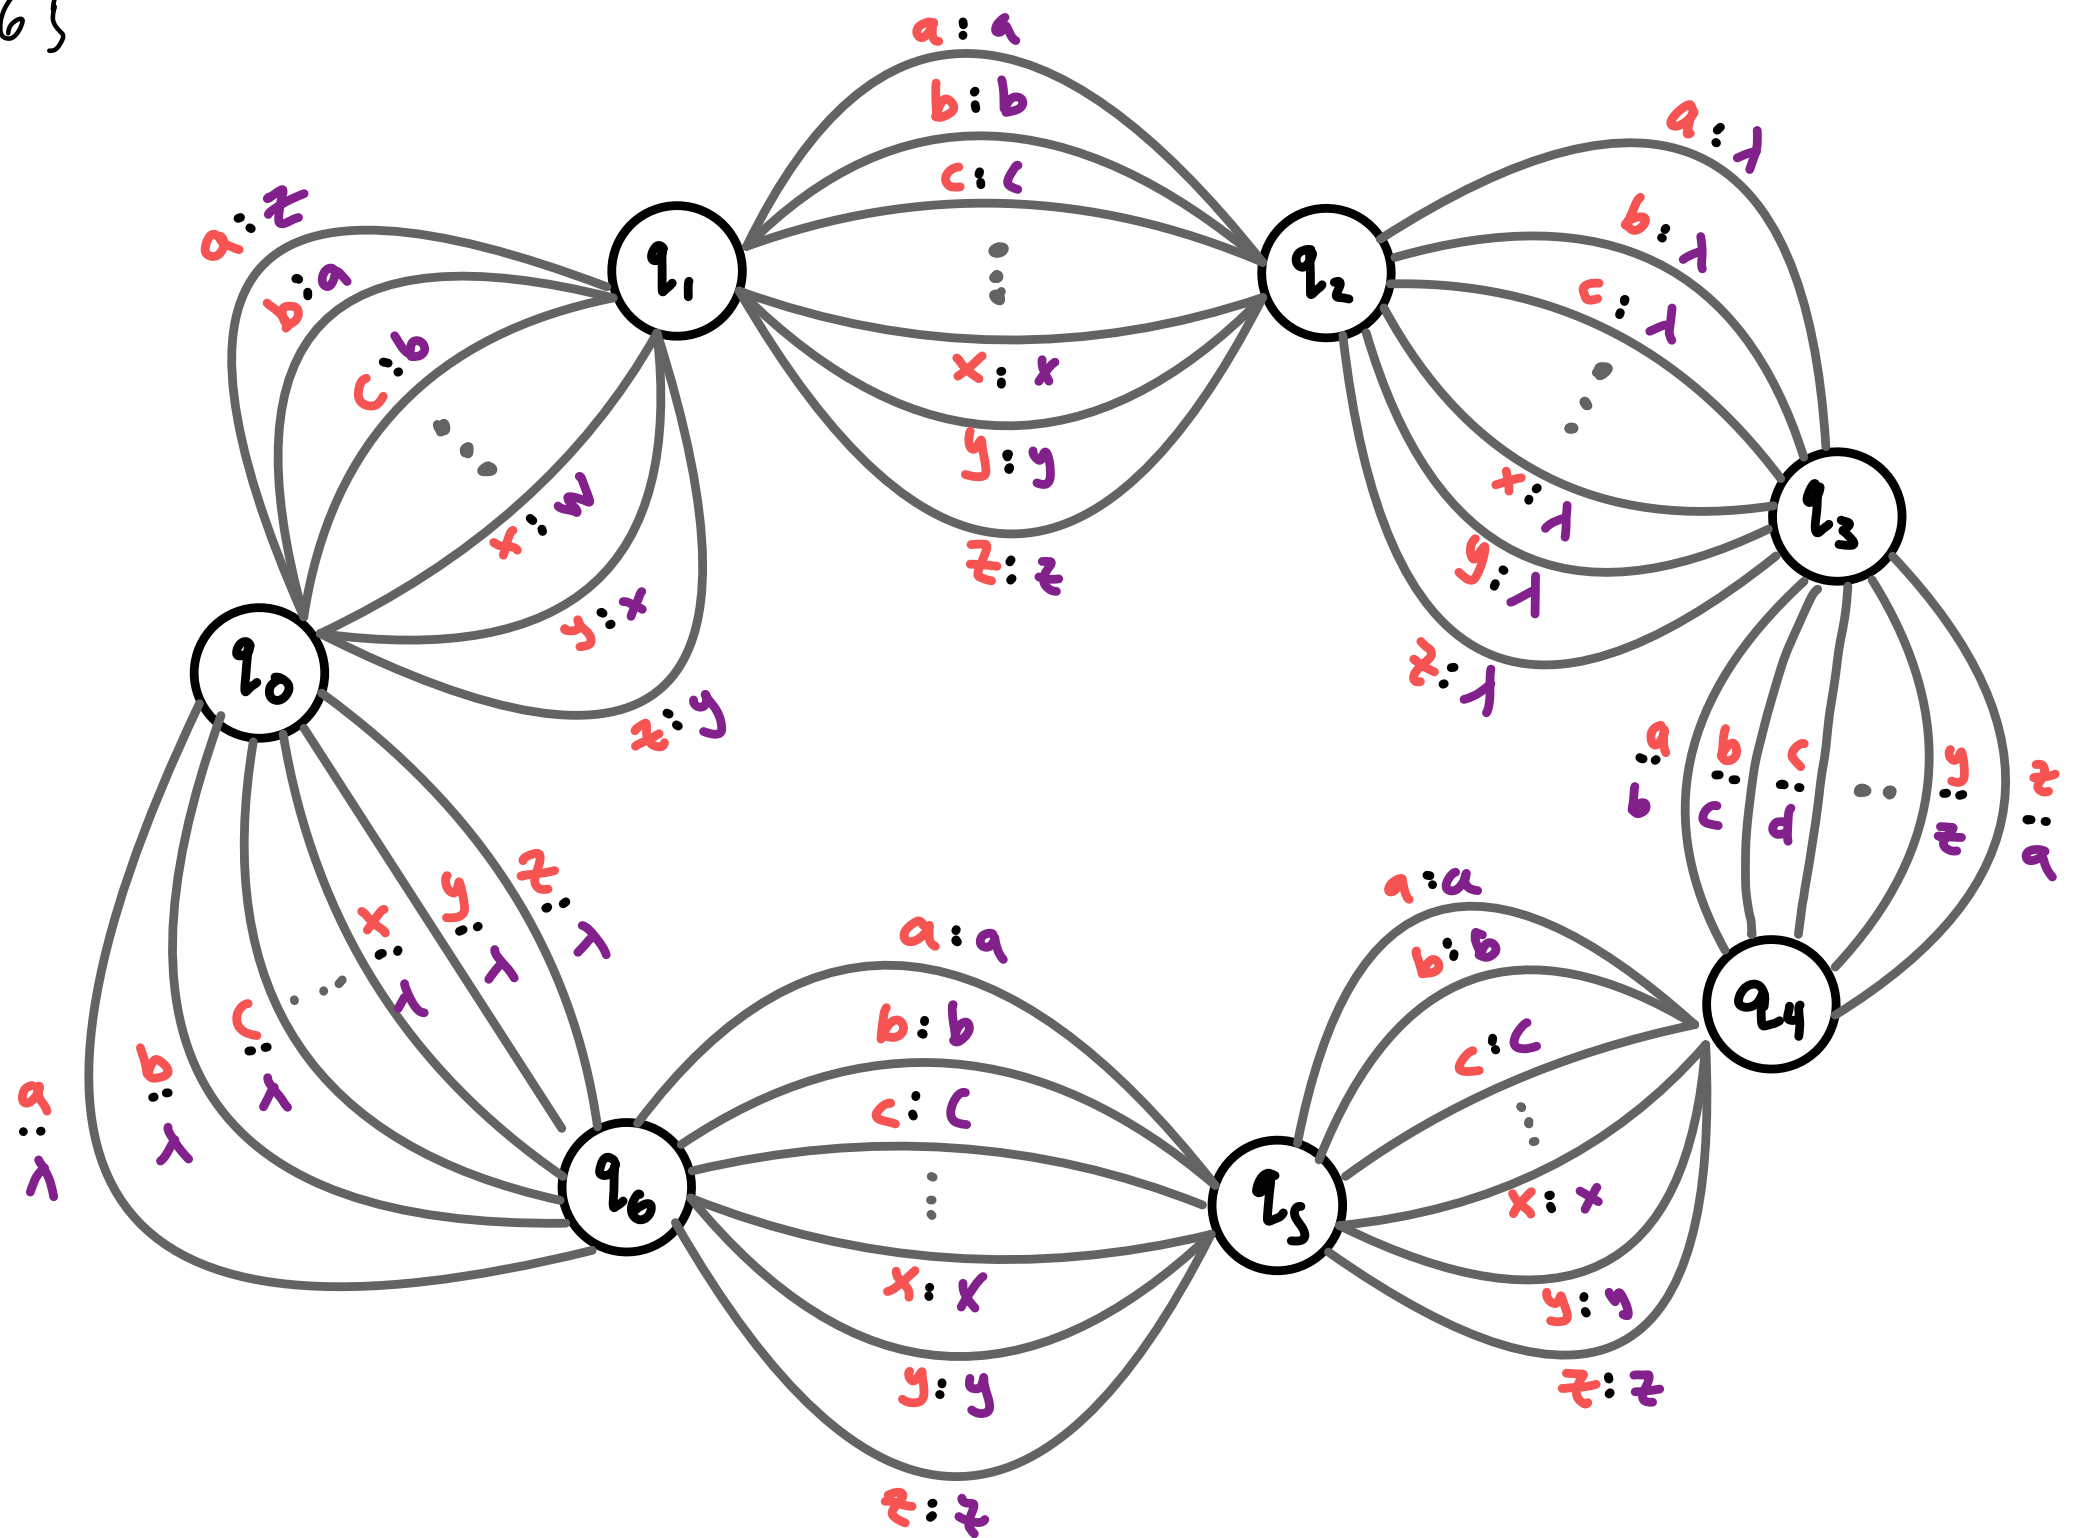 6}
a : a
b : b
c : c
x : x
y : y
z : z
q1
q2
a : λ
b : λ
c : λ
x : λ
y : λ
z : λ
a : z
b : a
c : b
x : w
y : x
z : y
q3
q0
a : b
b : c
c : d
y : z
z : a
q4
a : λ
b : λ
c : λ
x : λ
y : λ
z : λ
a : a
b : b
c : c
x : x
y : y
z : z
q5
q6
a : a
b : b
c : c
x : x
y : y
z : z